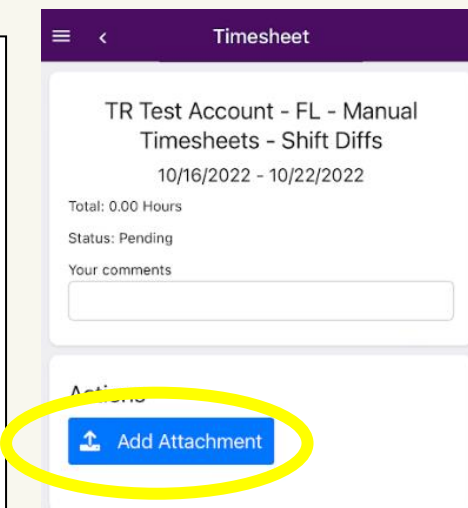 Timesheet
TR Test Account - FL - Manual
Timesheets - Shift Diffs
10/16/2022 - 10/22/2022
Total: 0.00 Hours
Status: Pending
Your comments
Actions
Add Attachment